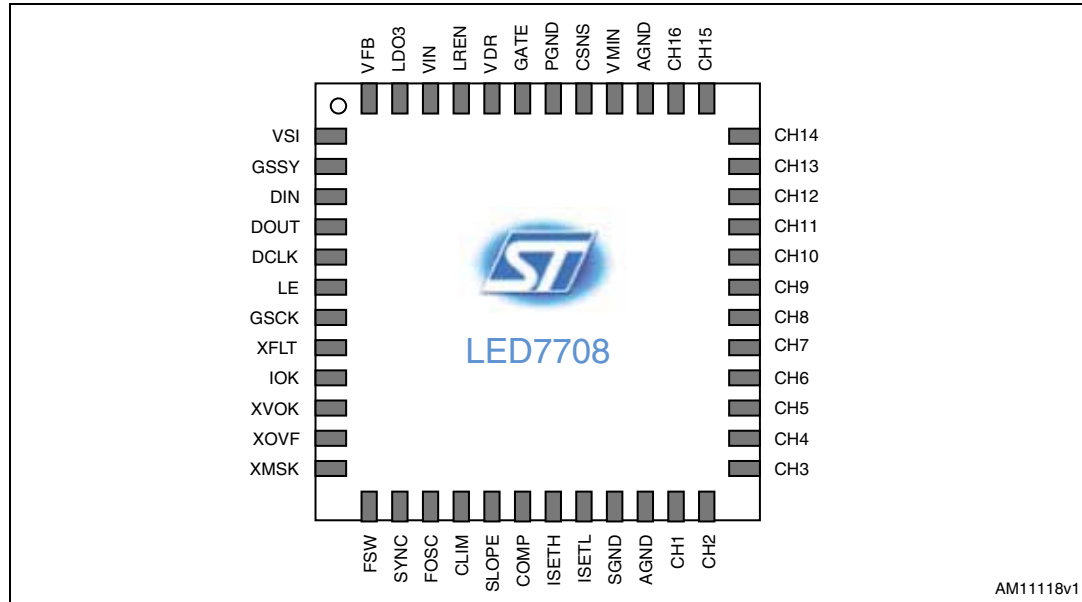 VFB
LDO3
VIN
LREN
VDR
GATE
PGND
CSNS
VMIN
AGND
CH16
CH15
VSI
GSSY
DIN
DOUT
DCLK
LE
GSCK
XFLT
IOK
XVOK
XOVF
XMSK
ST
LED7708
CH14
CH13
CH12
CH11
CH10
CH9
CH8
CH7
CH6
CH5
CH4
CH3
FSW
SYNC
FOSC
CLIM
SLOPE
COMP
ISETH
ISETL
SGND
AGND
CH1
CH2
AM11118v1